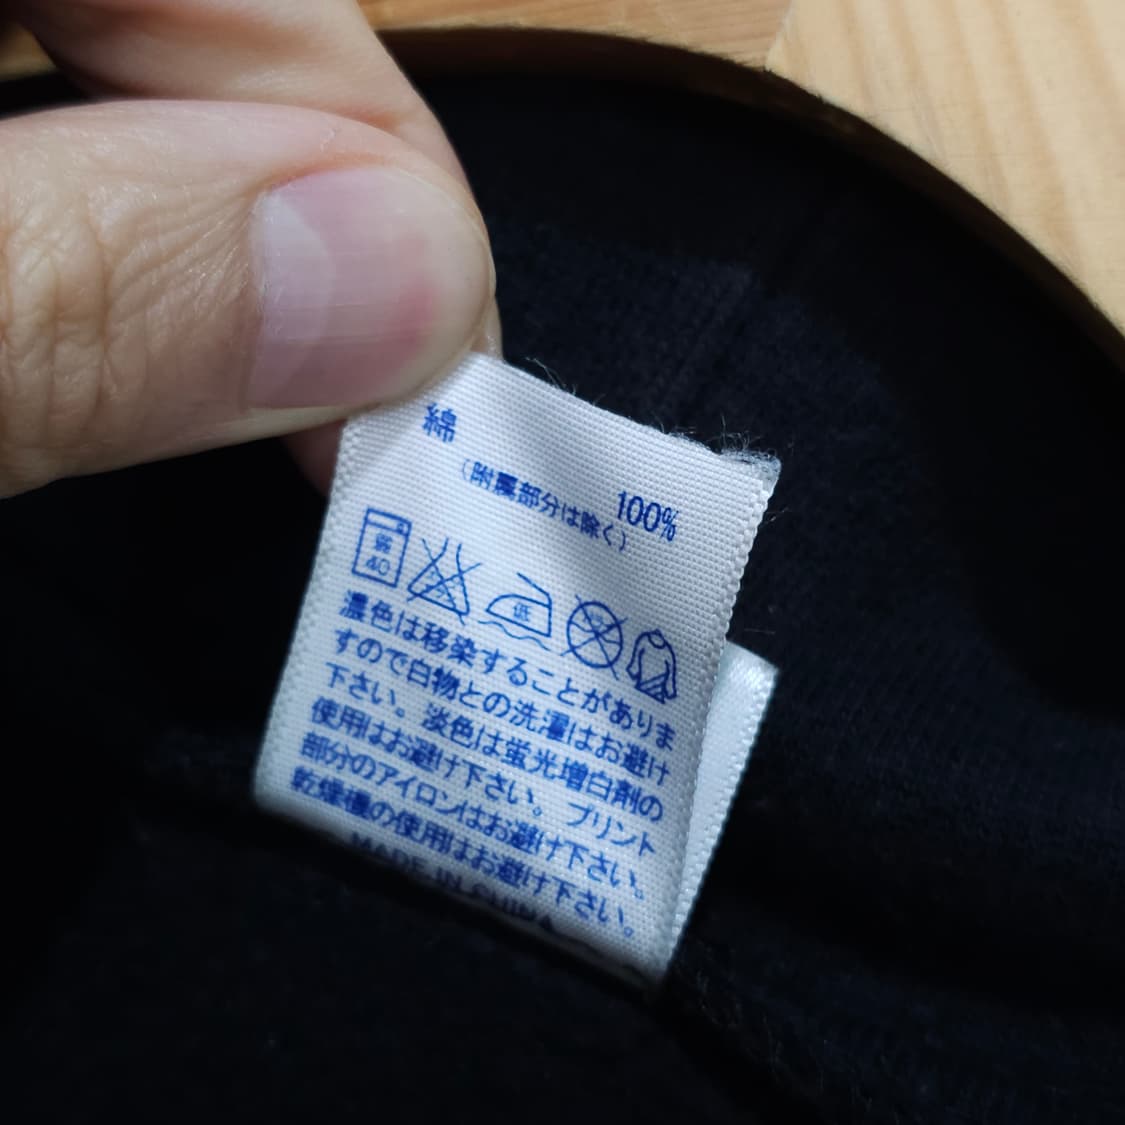 綿
100%
(附属部分は除く)
弱
40
低
濃色は移染することがありま
すので白物との洗濯はお避け
下さい。淡色は蛍光増白剤の
使用はお避け下さい。プリント
部分のアイロンはお避け下さい。
乾燥機の使用はお避け下さい。
MADE IN CHINA